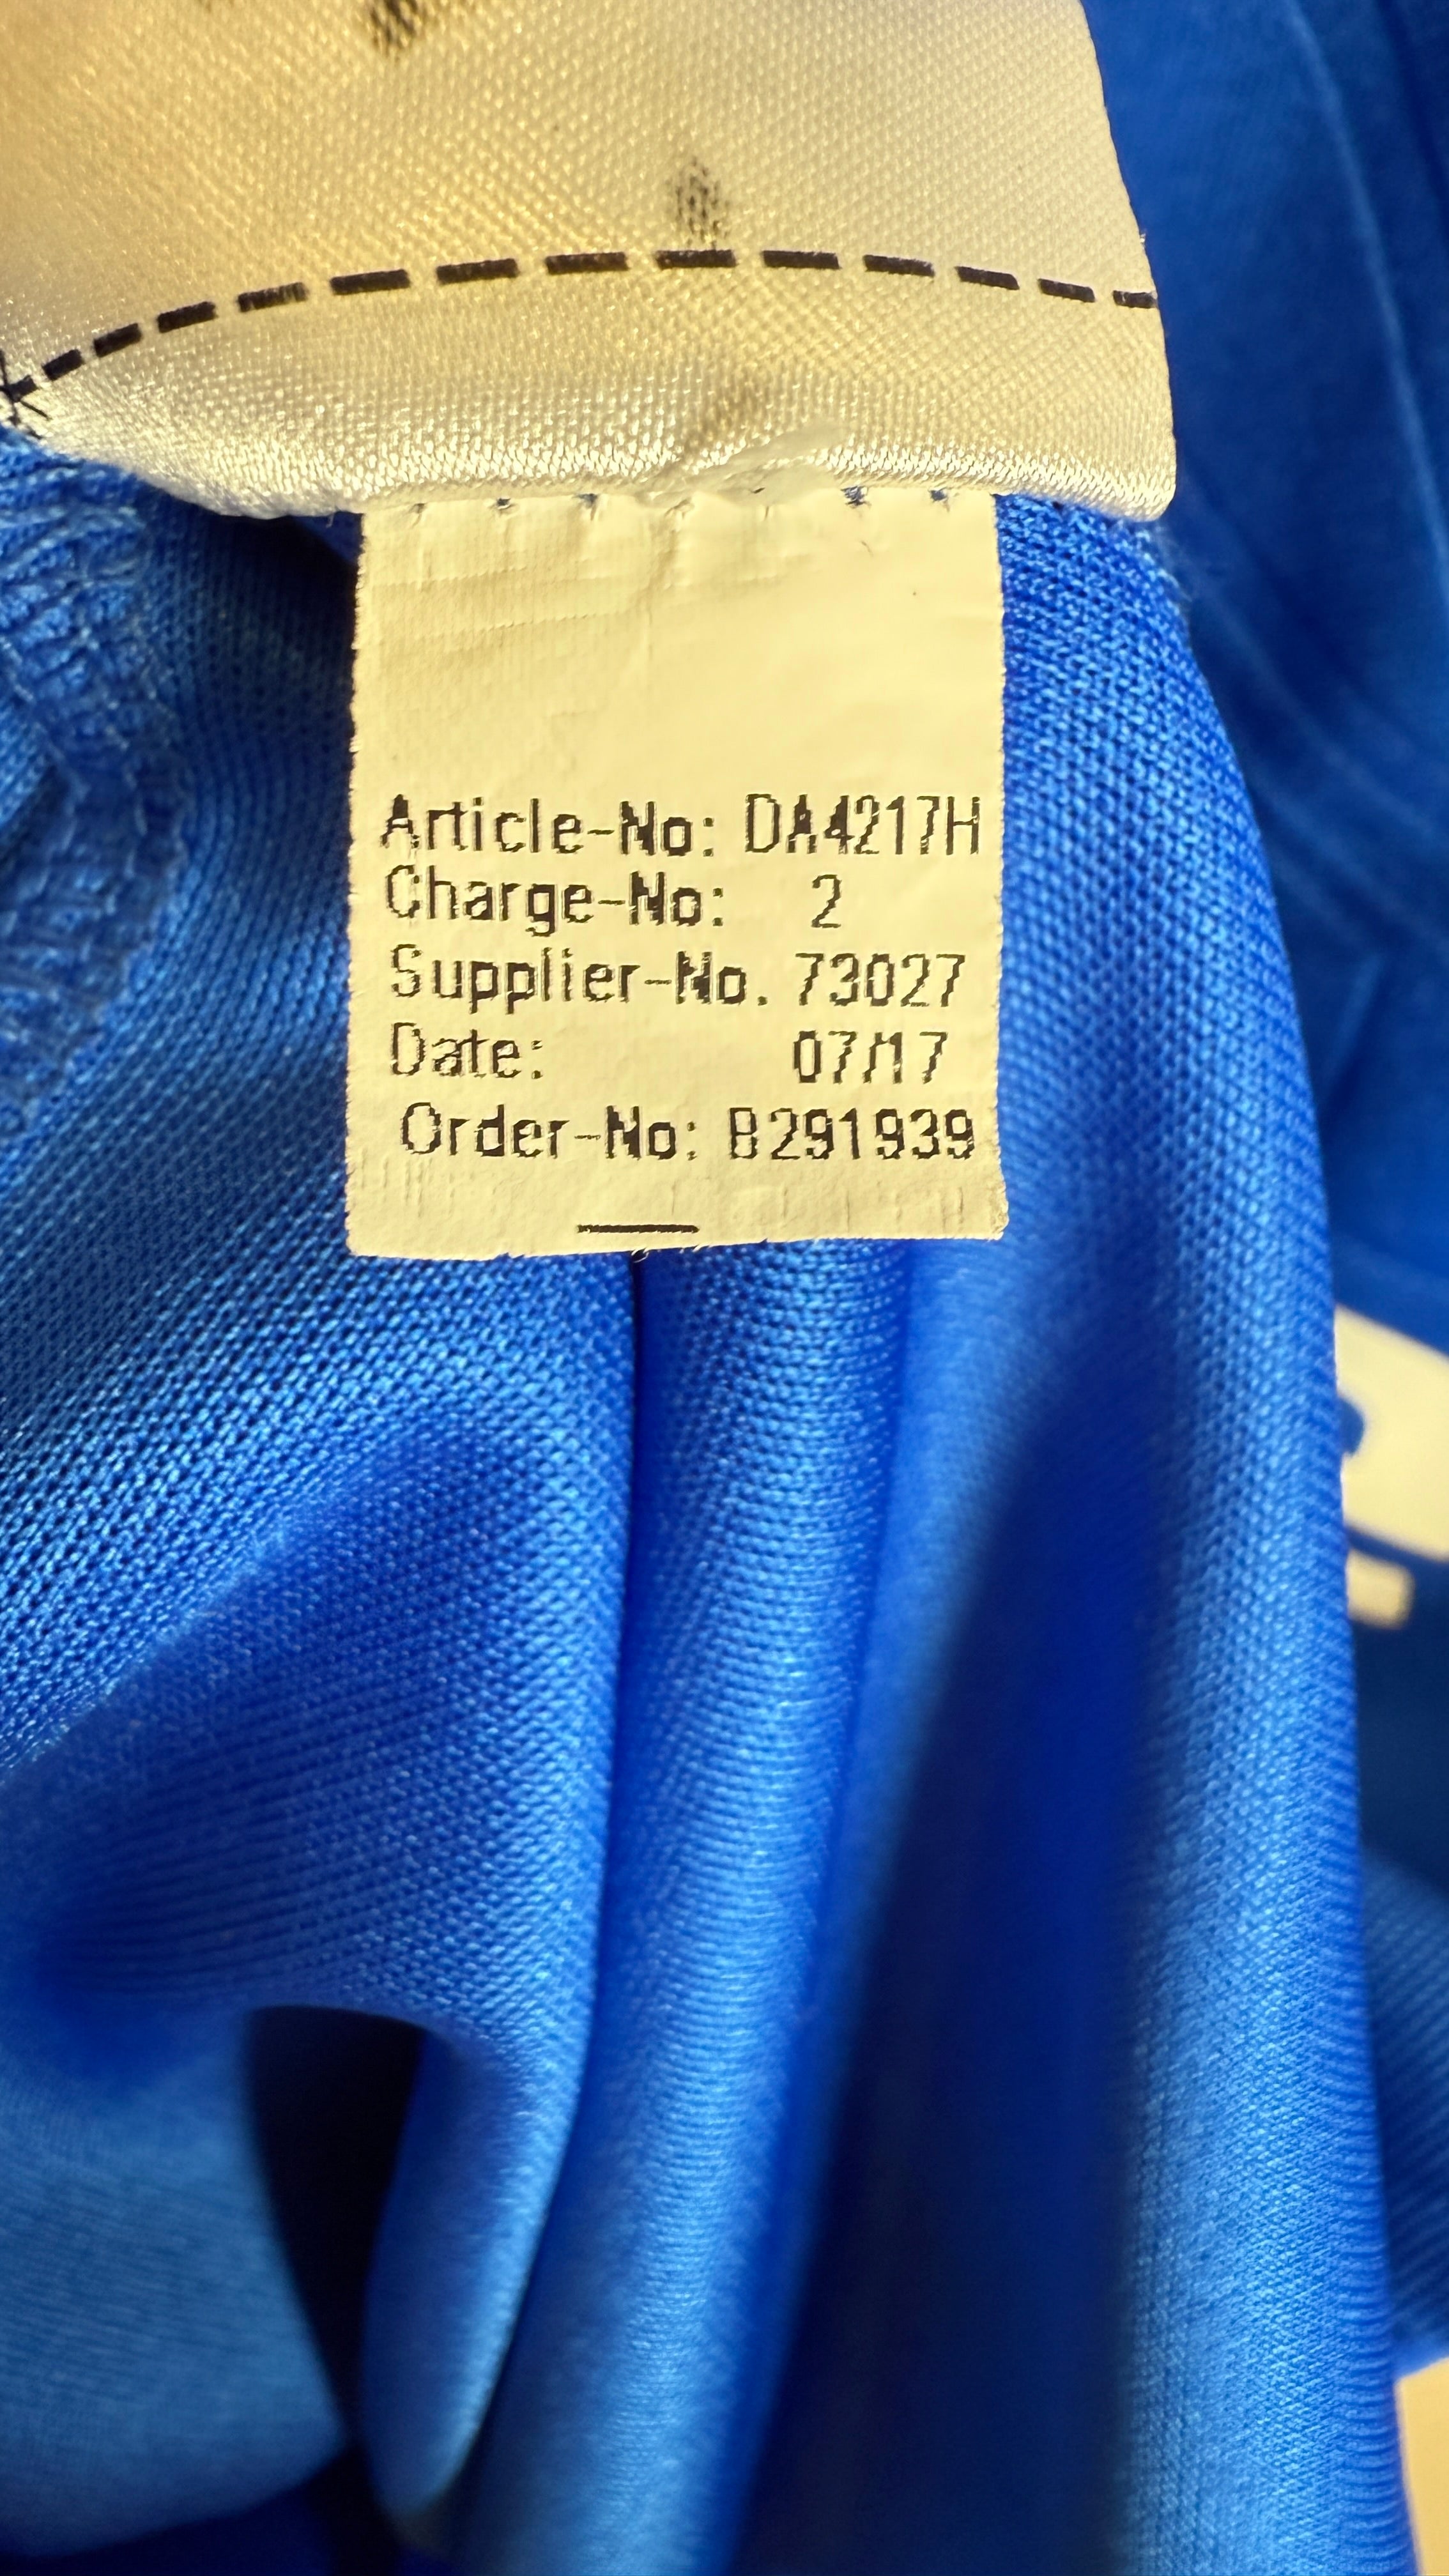 Article-No: DA4217H
Charge-No: 2
Supplier-No. 73027
Date: 07/17
Order-No: B291939